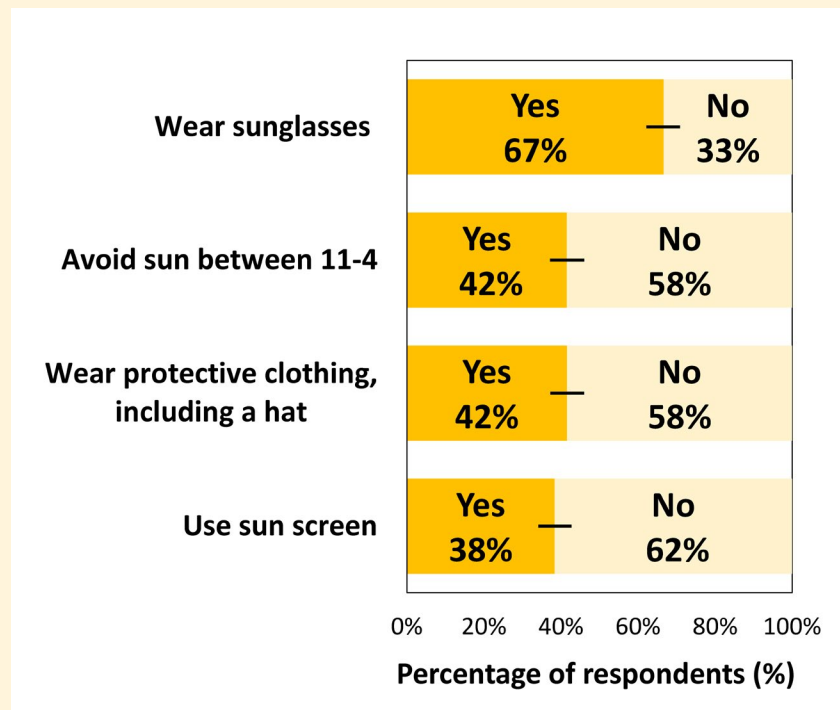 Wear sunglasses
Yes
67%
No
33%
Avoid sun between 11-4
Yes
42%
No
58%
Wear protective clothing,
including a hat
Yes
42%
No
58%
Use sun screen
Yes
38%
No
62%
0% 20% 40% 60% 80% 100%
Percentage of respondents (%)